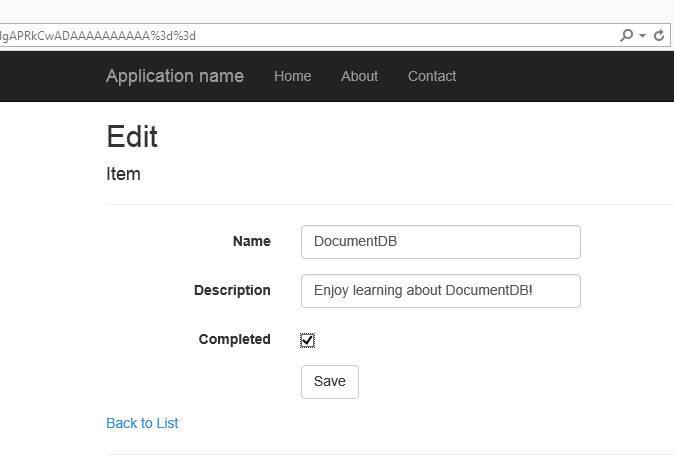 IgAPRkCwADAAAAAAAAAA%3d%3d
Application name Home About Contact
Edit
Item
Name DocumentDB
Description Enjoy learning about DocumentDB!
Completed
Save
Back to List